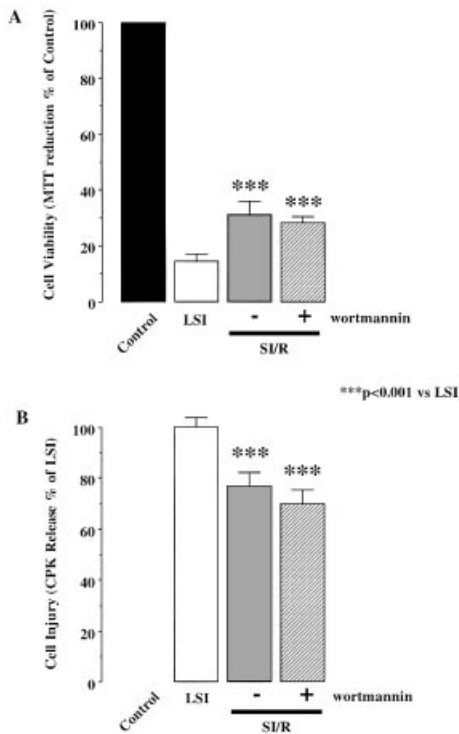 A
Cell Viability (MTT reduction % of Control)
100
80
60
40
20
0
***
***
Control
LSI
-
+
wortmannin
SI/R
***p<0.001 vs LSI
B
Cell Injury (CPK Release % of LSI)
100
80
60
40
20
0
***
***
Control
LSI
-
+
wortmannin
SI/R